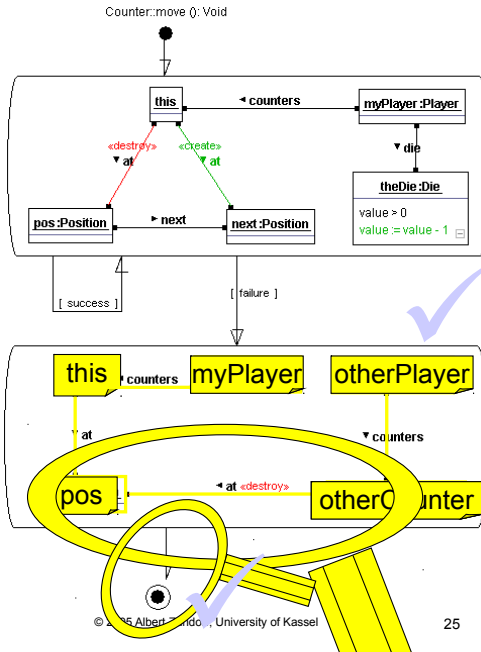 Counter::move (): Void
this
◄ counters
myPlayer :Player
«destroy»
▼ at
«create»
▼ at
▼ die
theDie :Die
value > 0
value := value - 1
pos :Position
► next
next :Position
[ success ]
[ failure ]
this
counters
myPlayer
otherPlayer
at
▼ counters
pos
◄ at «destroy»
otherCounter
© 2005 Albert Zündorf, University of Kassel
25